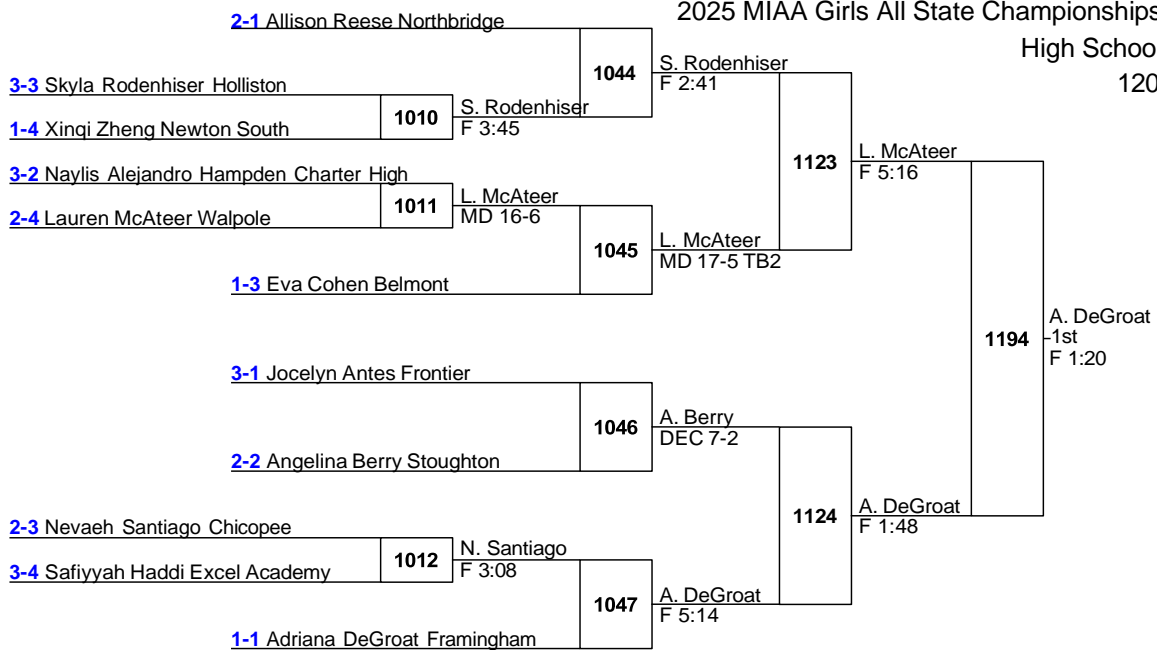 2025 MIAA Girls All State Championships
High School
120
2-1 Allison Reese Northbridge
3-3 Skyla Rodenhiser Holliston
1-4 Xinqi Zheng Newton South
1010
S. Rodenhiser
F 3:45
1044
S. Rodenhiser
F 2:41
3-2 Naylis Alejandro Hampden Charter High
2-4 Lauren McAteer Walpole
1011
L. McAteer
MD 16-6
1-3 Eva Cohen Belmont
1045
L. McAteer
MD 17-5 TB2
1123
L. McAteer
F 5:16
3-1 Jocelyn Antes Frontier
2-2 Angelina Berry Stoughton
1046
A. Berry
DEC 7-2
2-3 Nevaeh Santiago Chicopee
3-4 Safiyyah Haddi Excel Academy
1012
N. Santiago
F 3:08
1-1 Adriana DeGroat Framingham
1047
A. DeGroat
F 5:14
1124
A. DeGroat
F 1:48
1194
A. DeGroat
1st
F 1:20